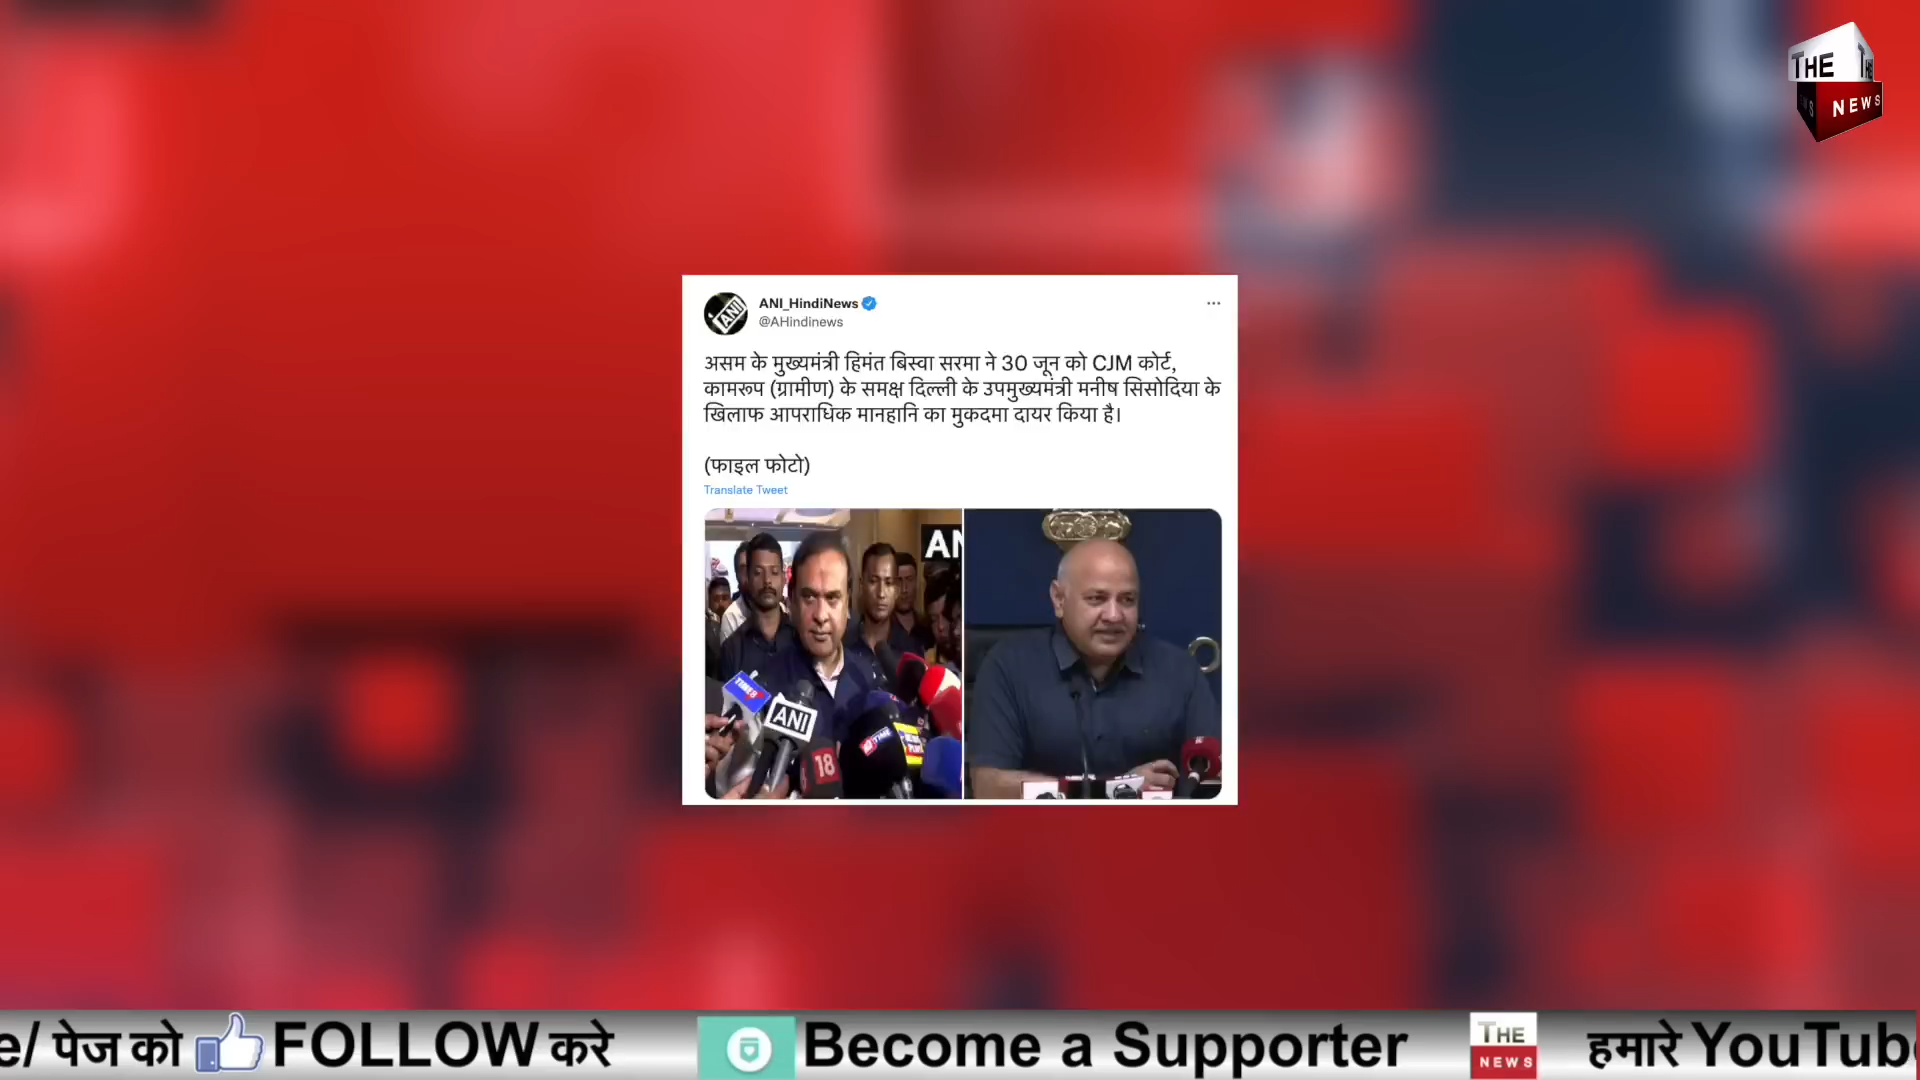 THE
NEWS
ANI_HindiNews
@AHindinews
असम के मुख्यमंत्री हिमंत बिस्वा सरमा ने 30 जून को CJM कोर्ट,
कामरूप (ग्रामीण) के समक्ष दिल्ली के उपमुख्यमंत्री मनीष सिसोदिया के
खिलाफ आपराधिक मानहानि का मुकदमा दायर किया है।
(फाइल फोटो)
Translate Tweet
ANI
18
e/ पेज को FOLLOW करे Become a Supporter THE NEWS हमारे YouTub